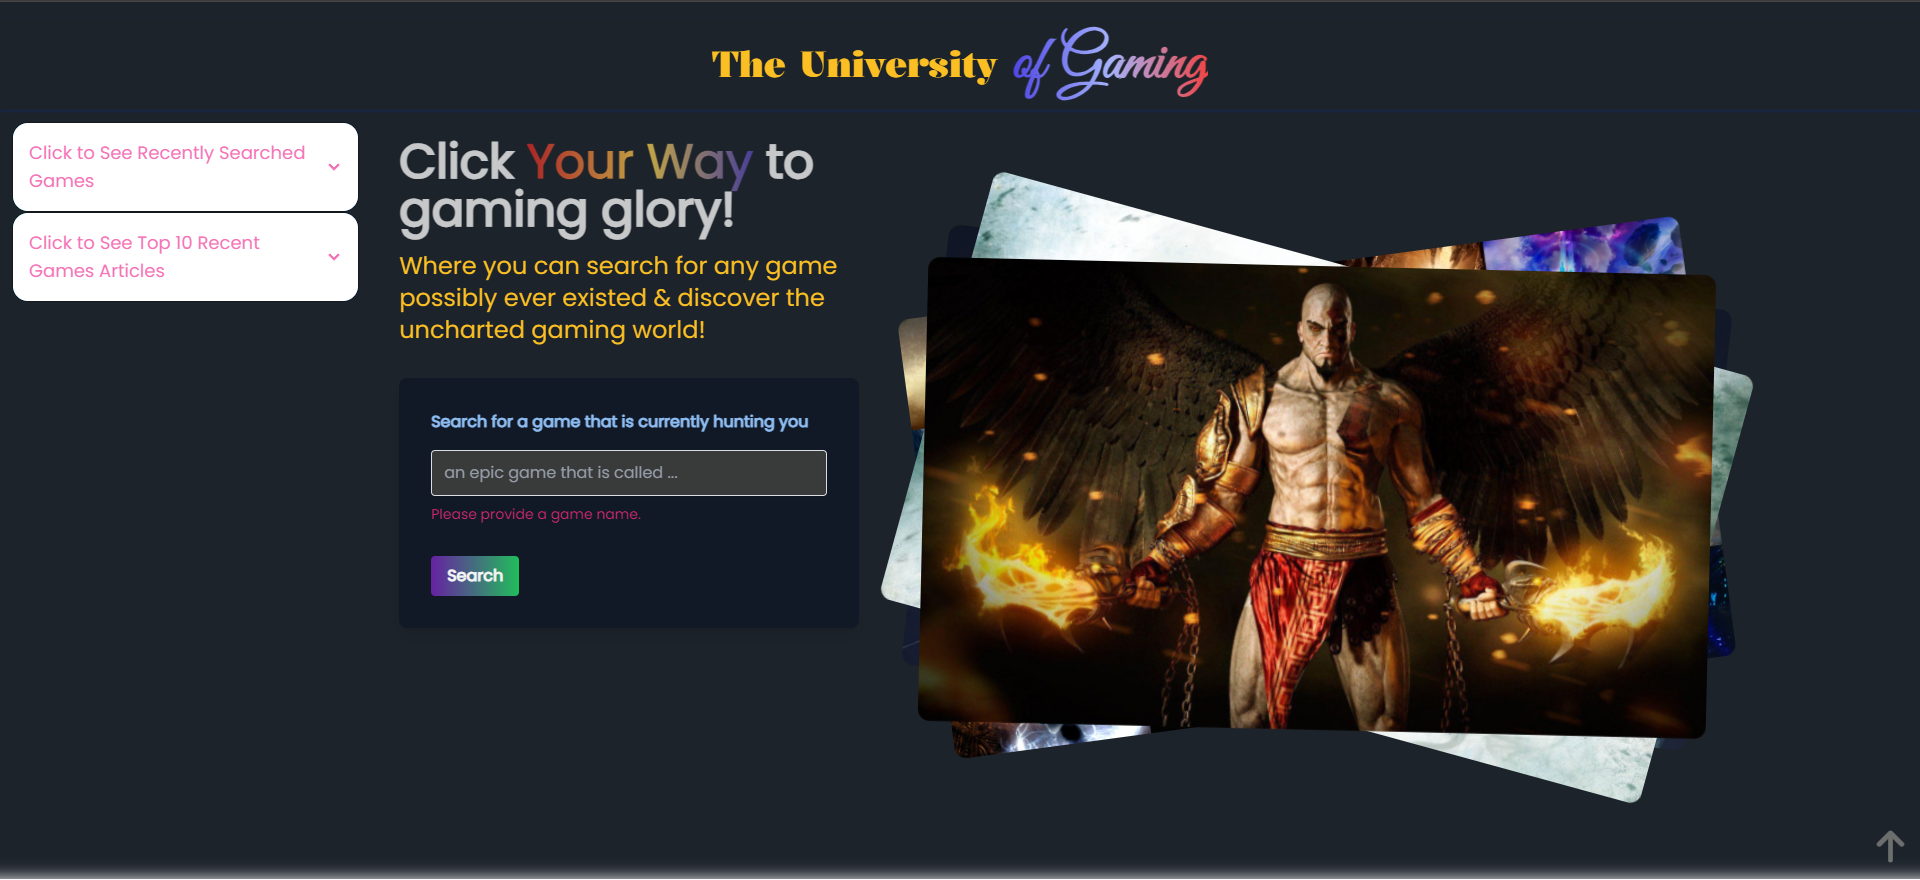 The University of Gaming
Click to See Recently Searched
Games
Click to See Top 10 Recent
Games Articles
Click Your Way to
gaming glory!
Where you can search for any game
possibly ever existed & discover the
uncharted gaming world!
Search for a game that is currently hunting you
an epic game that is called ...
Please provide a game name.
Search